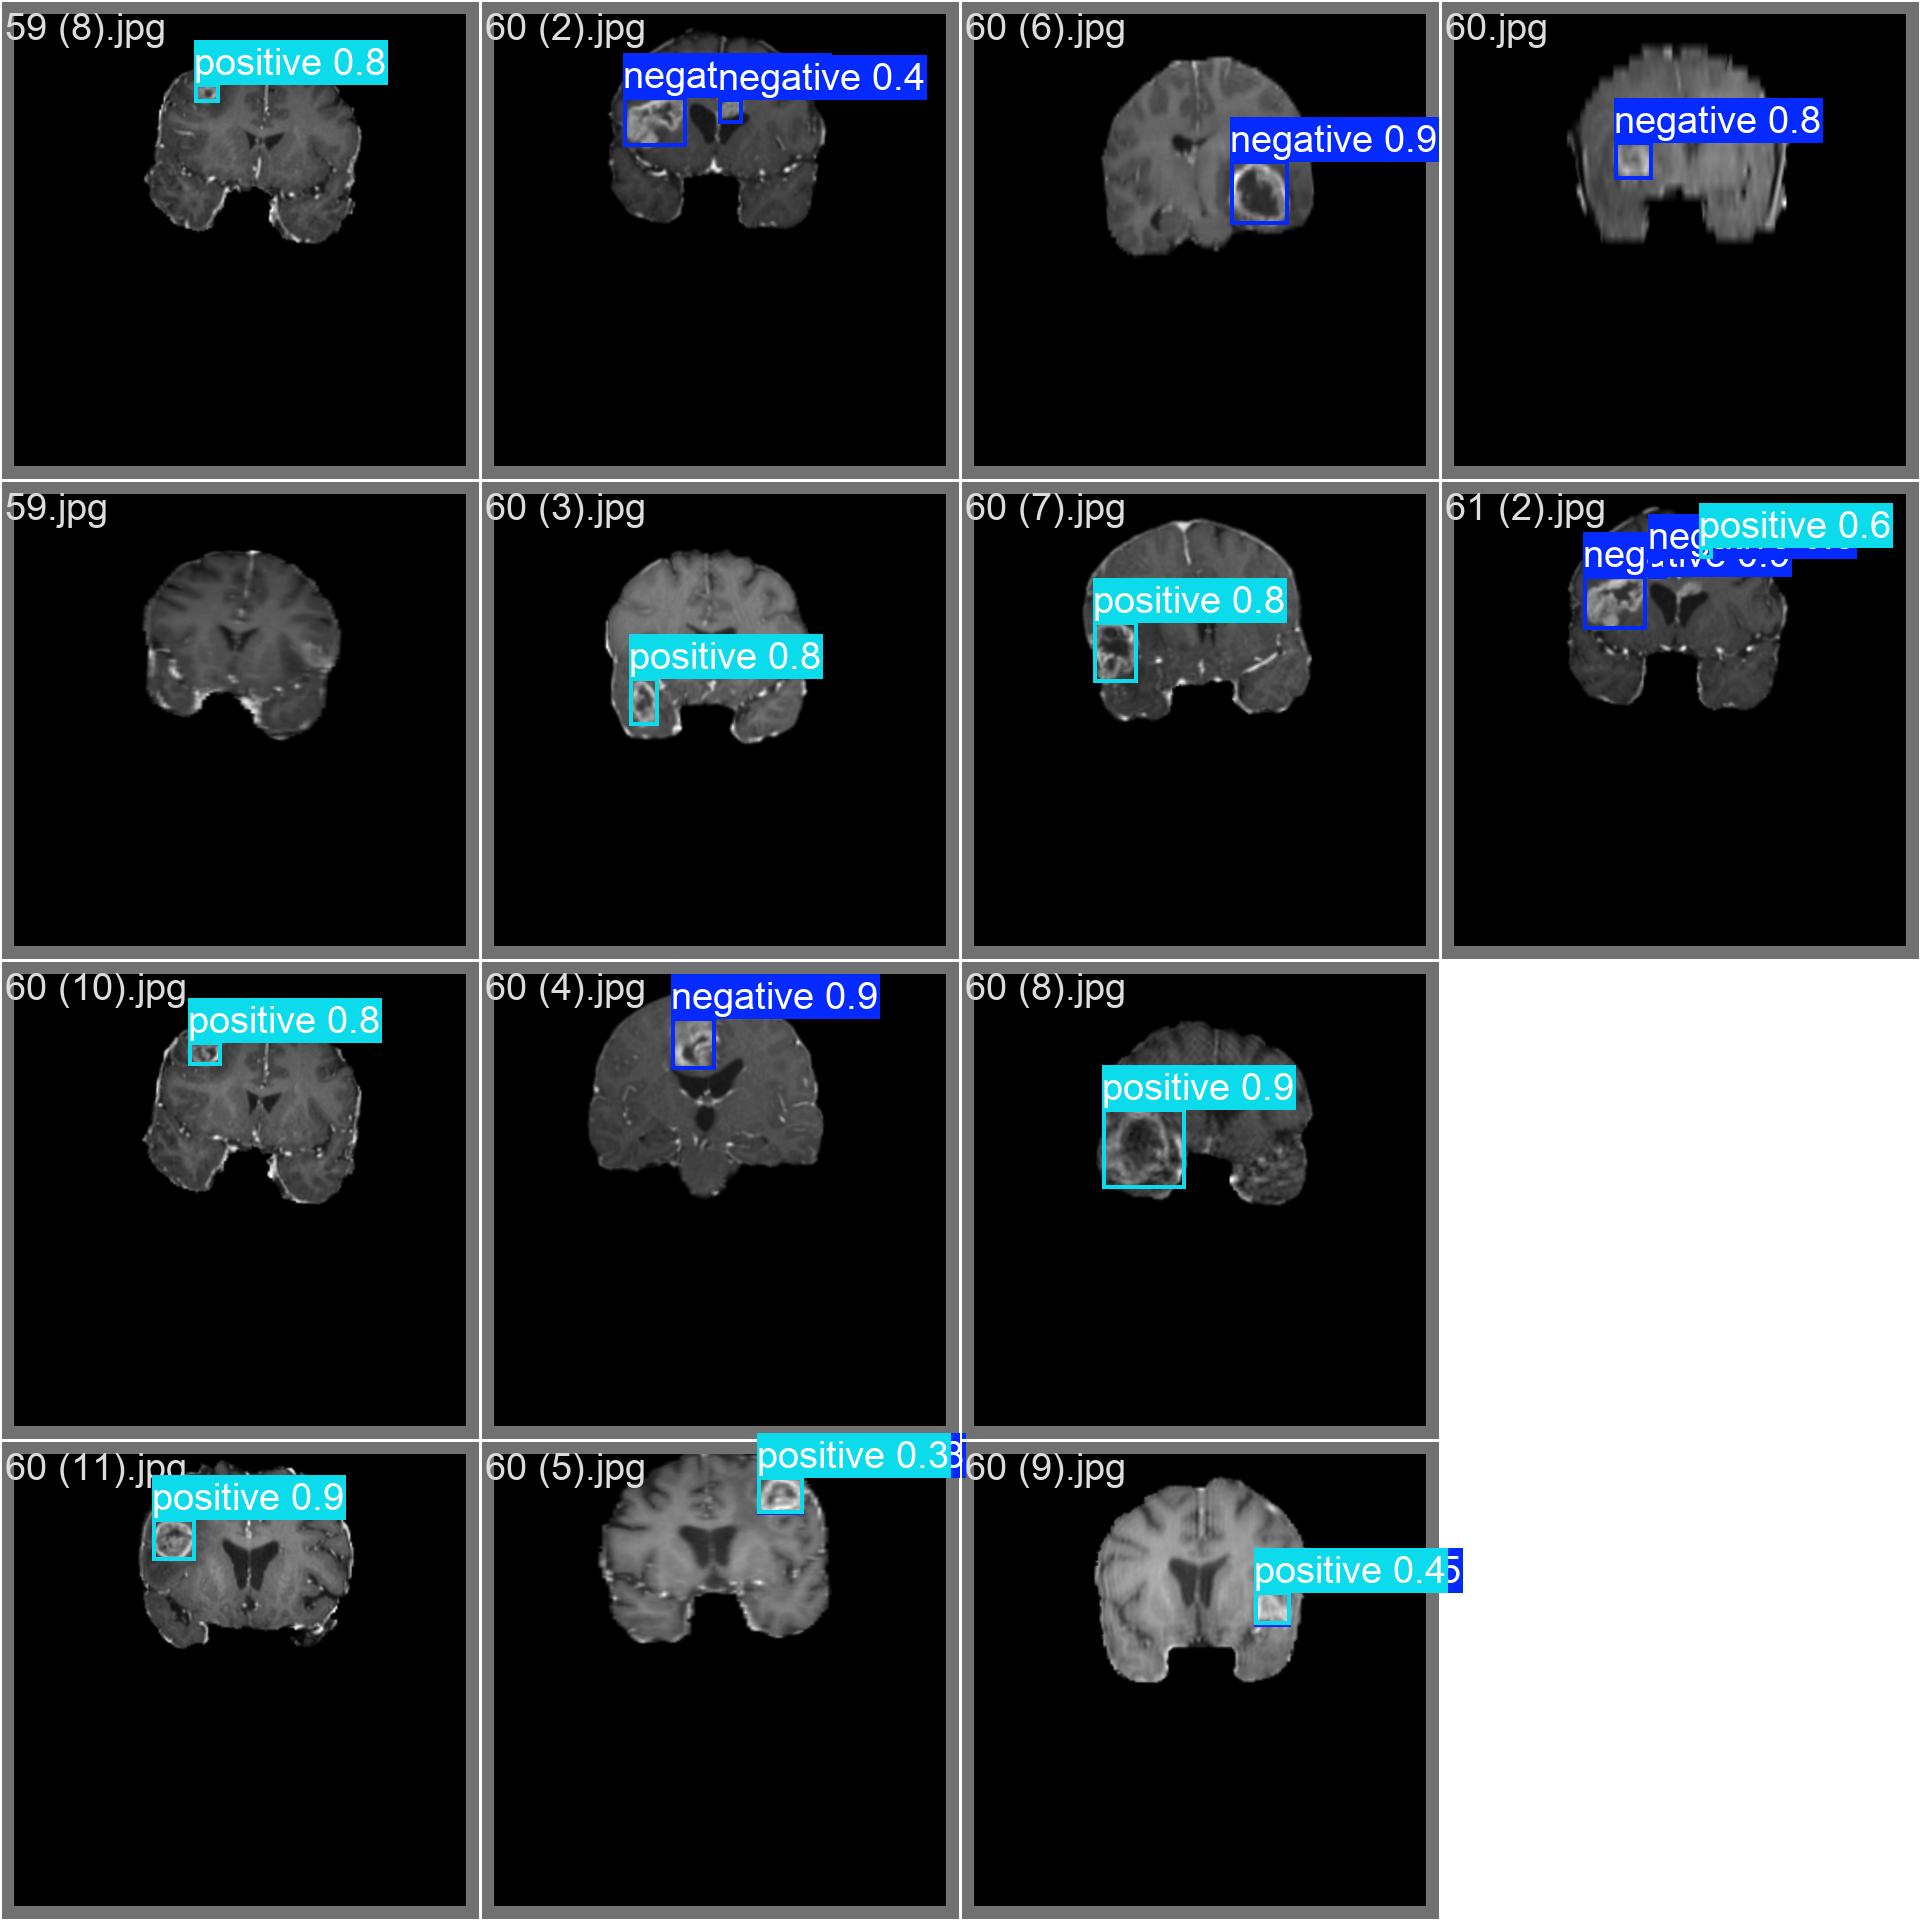 59 (8).jpg
positive 0.8
60 (2).jpg
negative 0.4
60 (6).jpg
negative 0.9
60.jpg
negative 0.8
59.jpg
60 (3).jpg
positive 0.8
60 (7).jpg
positive 0.8
61 (2).jpg
positive 0.6
60 (10).jpg
positive 0.8
60 (4).jpg
negative 0.9
60 (8).jpg
positive 0.9
60 (11).jpg
positive 0.9
60 (5).jpg
positive 0.3
60 (9).jpg
positive 0.4